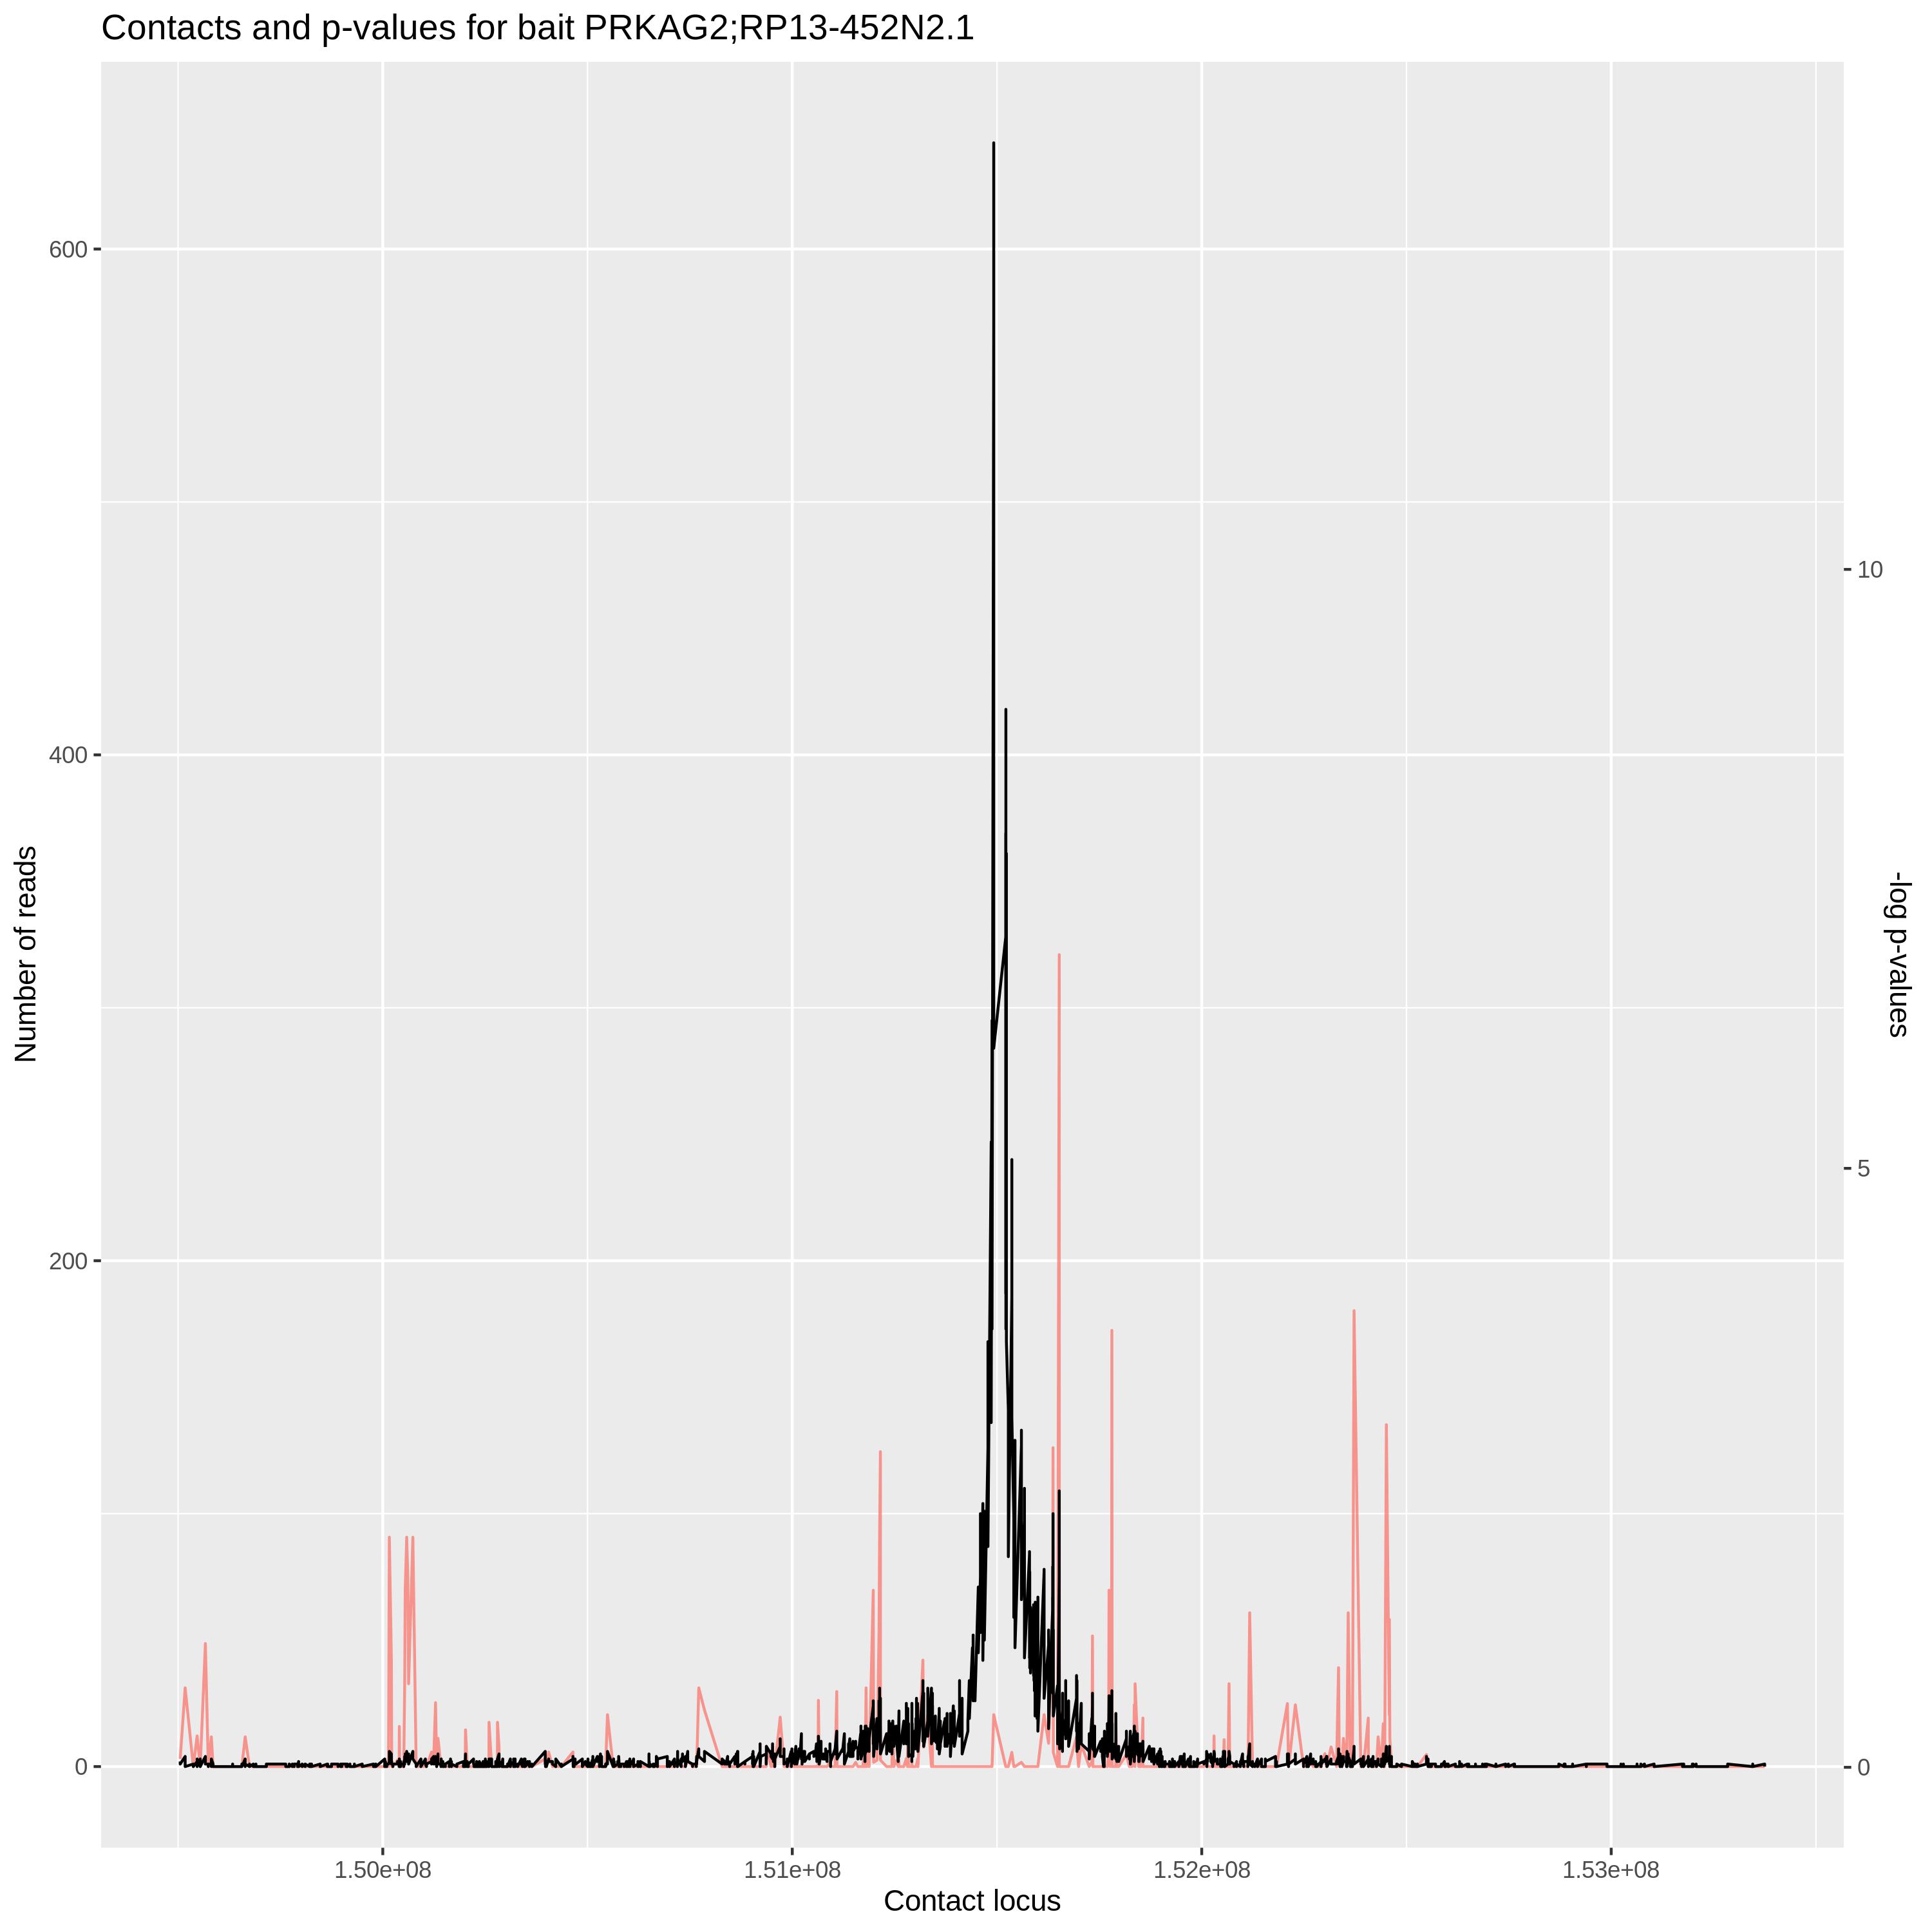 Contacts and p-values for bait PRKAG2;RP13-452N2.1
600
400
200
0
Number of reads
10
5
0
-log p-values
1.50e+08
1.51e+08
1.52e+08
1.53e+08
Contact locus